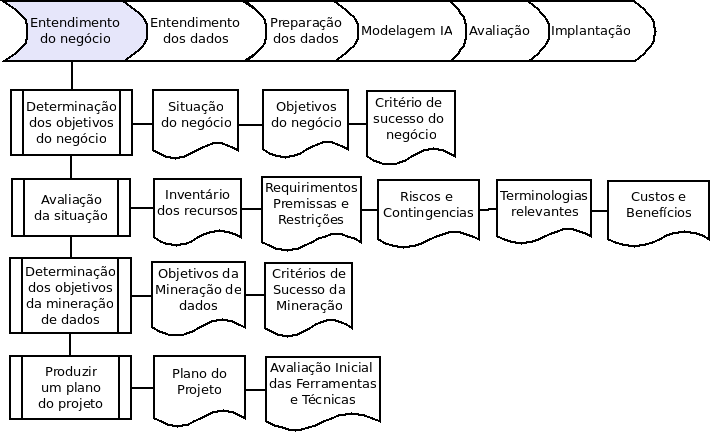 Entendimento
do negócio
Entendimento
dos dados
Preparação
dos dados
Modelagem IA
Avaliação
Implantação
Determinação
dos objetivos
do negócio
Situação
do negócio
Objetivos
do negócio
Critério de
sucesso do
negócio
Avaliação
da situação
Inventário
dos recursos
Requirimentos
Premissas e
Restrições
Riscos e
Contingencias
Terminologias
relevantes
Custos e
Benefícios
Determinação
dos objetivos
da mineração
de dados
Objetivos da
Mineração de
dados
Critérios de
Sucesso da
Mineração
Produzir
um plano
do projeto
Plano do
Projeto
Avaliação Inicial
das Ferramentas
e Técnicas